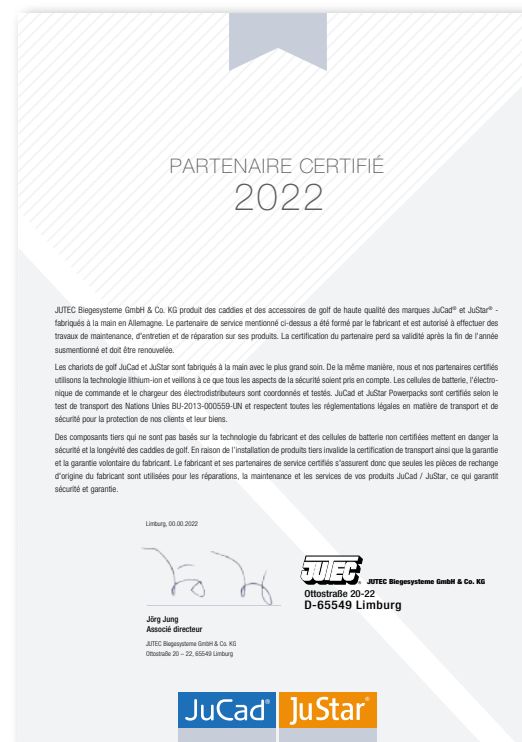 PARTENAIRE CERTIFIÉ
2022
JUTEC Biegesysteme GmbH & Co. KG produit des caddies et des accessoires de golf de haute qualité des marques JuCad® et JuStar® -
fabriqués à la main en Allemagne. Le partenaire de service mentionné ci-dessus a été formé par le fabricant et est autorisé à effectuer des
travaux de maintenance, d'entretien et de réparation sur ses produits. La certification du partenaire perd sa validité après la fin de l'année
susmentionné et doit être renouvelée.
Les chariots de golf JuCad et JuStar sont fabriqués à la main avec le plus grand soin. De la même manière, nous et nos partenaires certifiés
utilisons la technologie lithium-ion et veillons à ce que tous les aspects de la sécurité soient pris en compte. Les cellules de batterie, l'électro-
nique de commande et le chargeur des électrodistributeurs sont coordonnés et testés. JuCad et JuStar Powerpacks sont certifiés selon le
test de transport des Nations Unies BU-2013-000559-UN et respectent toutes les réglementations légales en matière de transport et de
sécurité pour la protection de nos clients et leur biens.
Des composants tiers qui ne sont pas basés sur la technologie du fabricant et des cellules de batterie non certifiées mettent en danger la
sécurité et la longévité des caddies de golf. En raison de l'installation de produits tiers invalide la certification de transport ainsi que la garantie
et la garantie volontaire du fabricant. Le fabricant et ses partenaires de service certifiés s'assurent donc que seules les pièces de rechange
d'origine du fabricant sont utilisées pour les réparations, la maintenance et les services de vos produits JuCad / JuStar, ce qui garantit
sécurité et garantie.
Limburg, 00.00.2022
JUTEC® JUTEC Biegesysteme GmbH & Co. KG
Ottostraße 20-22
D-65549 Limburg
Jörg Jung
Associé directeur
JUTEC Biegesysteme GmbH & Co. KG
Ottostraße 20 – 22, 65549 Limburg
JuCad® JuStar®